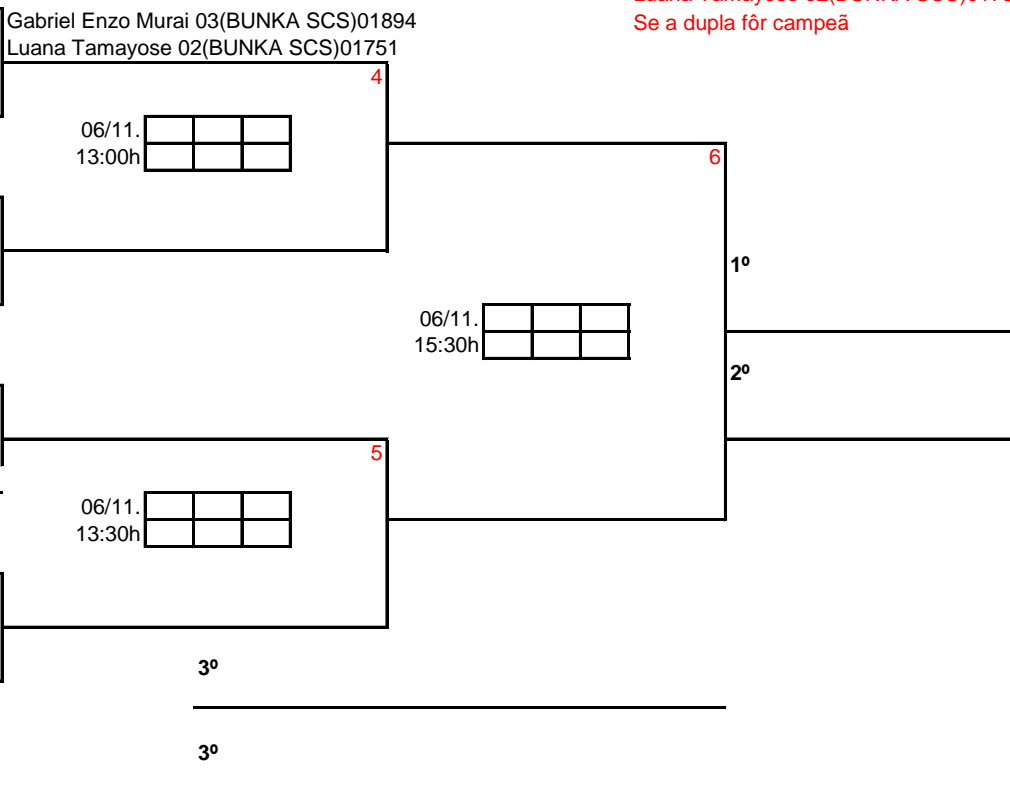 Gabriel Enzo Murai 03(BUNKA SCS)01894
Luana Tamayose 02(BUNKA SCS)01751
Se a dupla fôr campeã
4
06/11.
13:00h
6
1º
06/11.
15:30h
2º
5
06/11.
13:30h
3º
3º